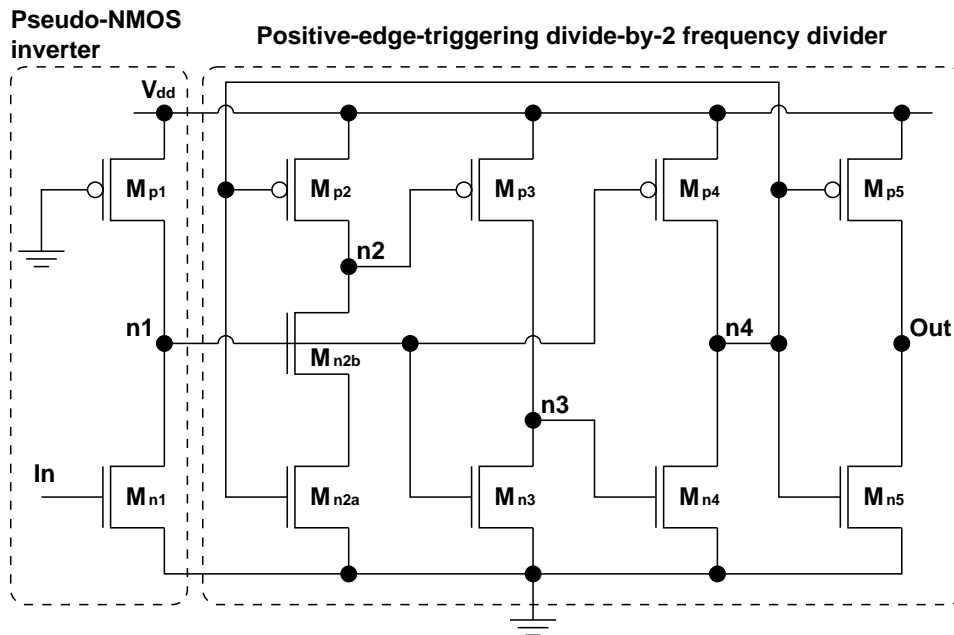 Pseudo-NMOS
inverter
Positive-edge-triggering divide-by-2 frequency divider
Vdd
Mp1
Mp2
Mp3
Mp4
Mp5
n2
n1
Mn2b
n4
Out
n3
In
Mn1
Mn2a
Mn3
Mn4
Mn5